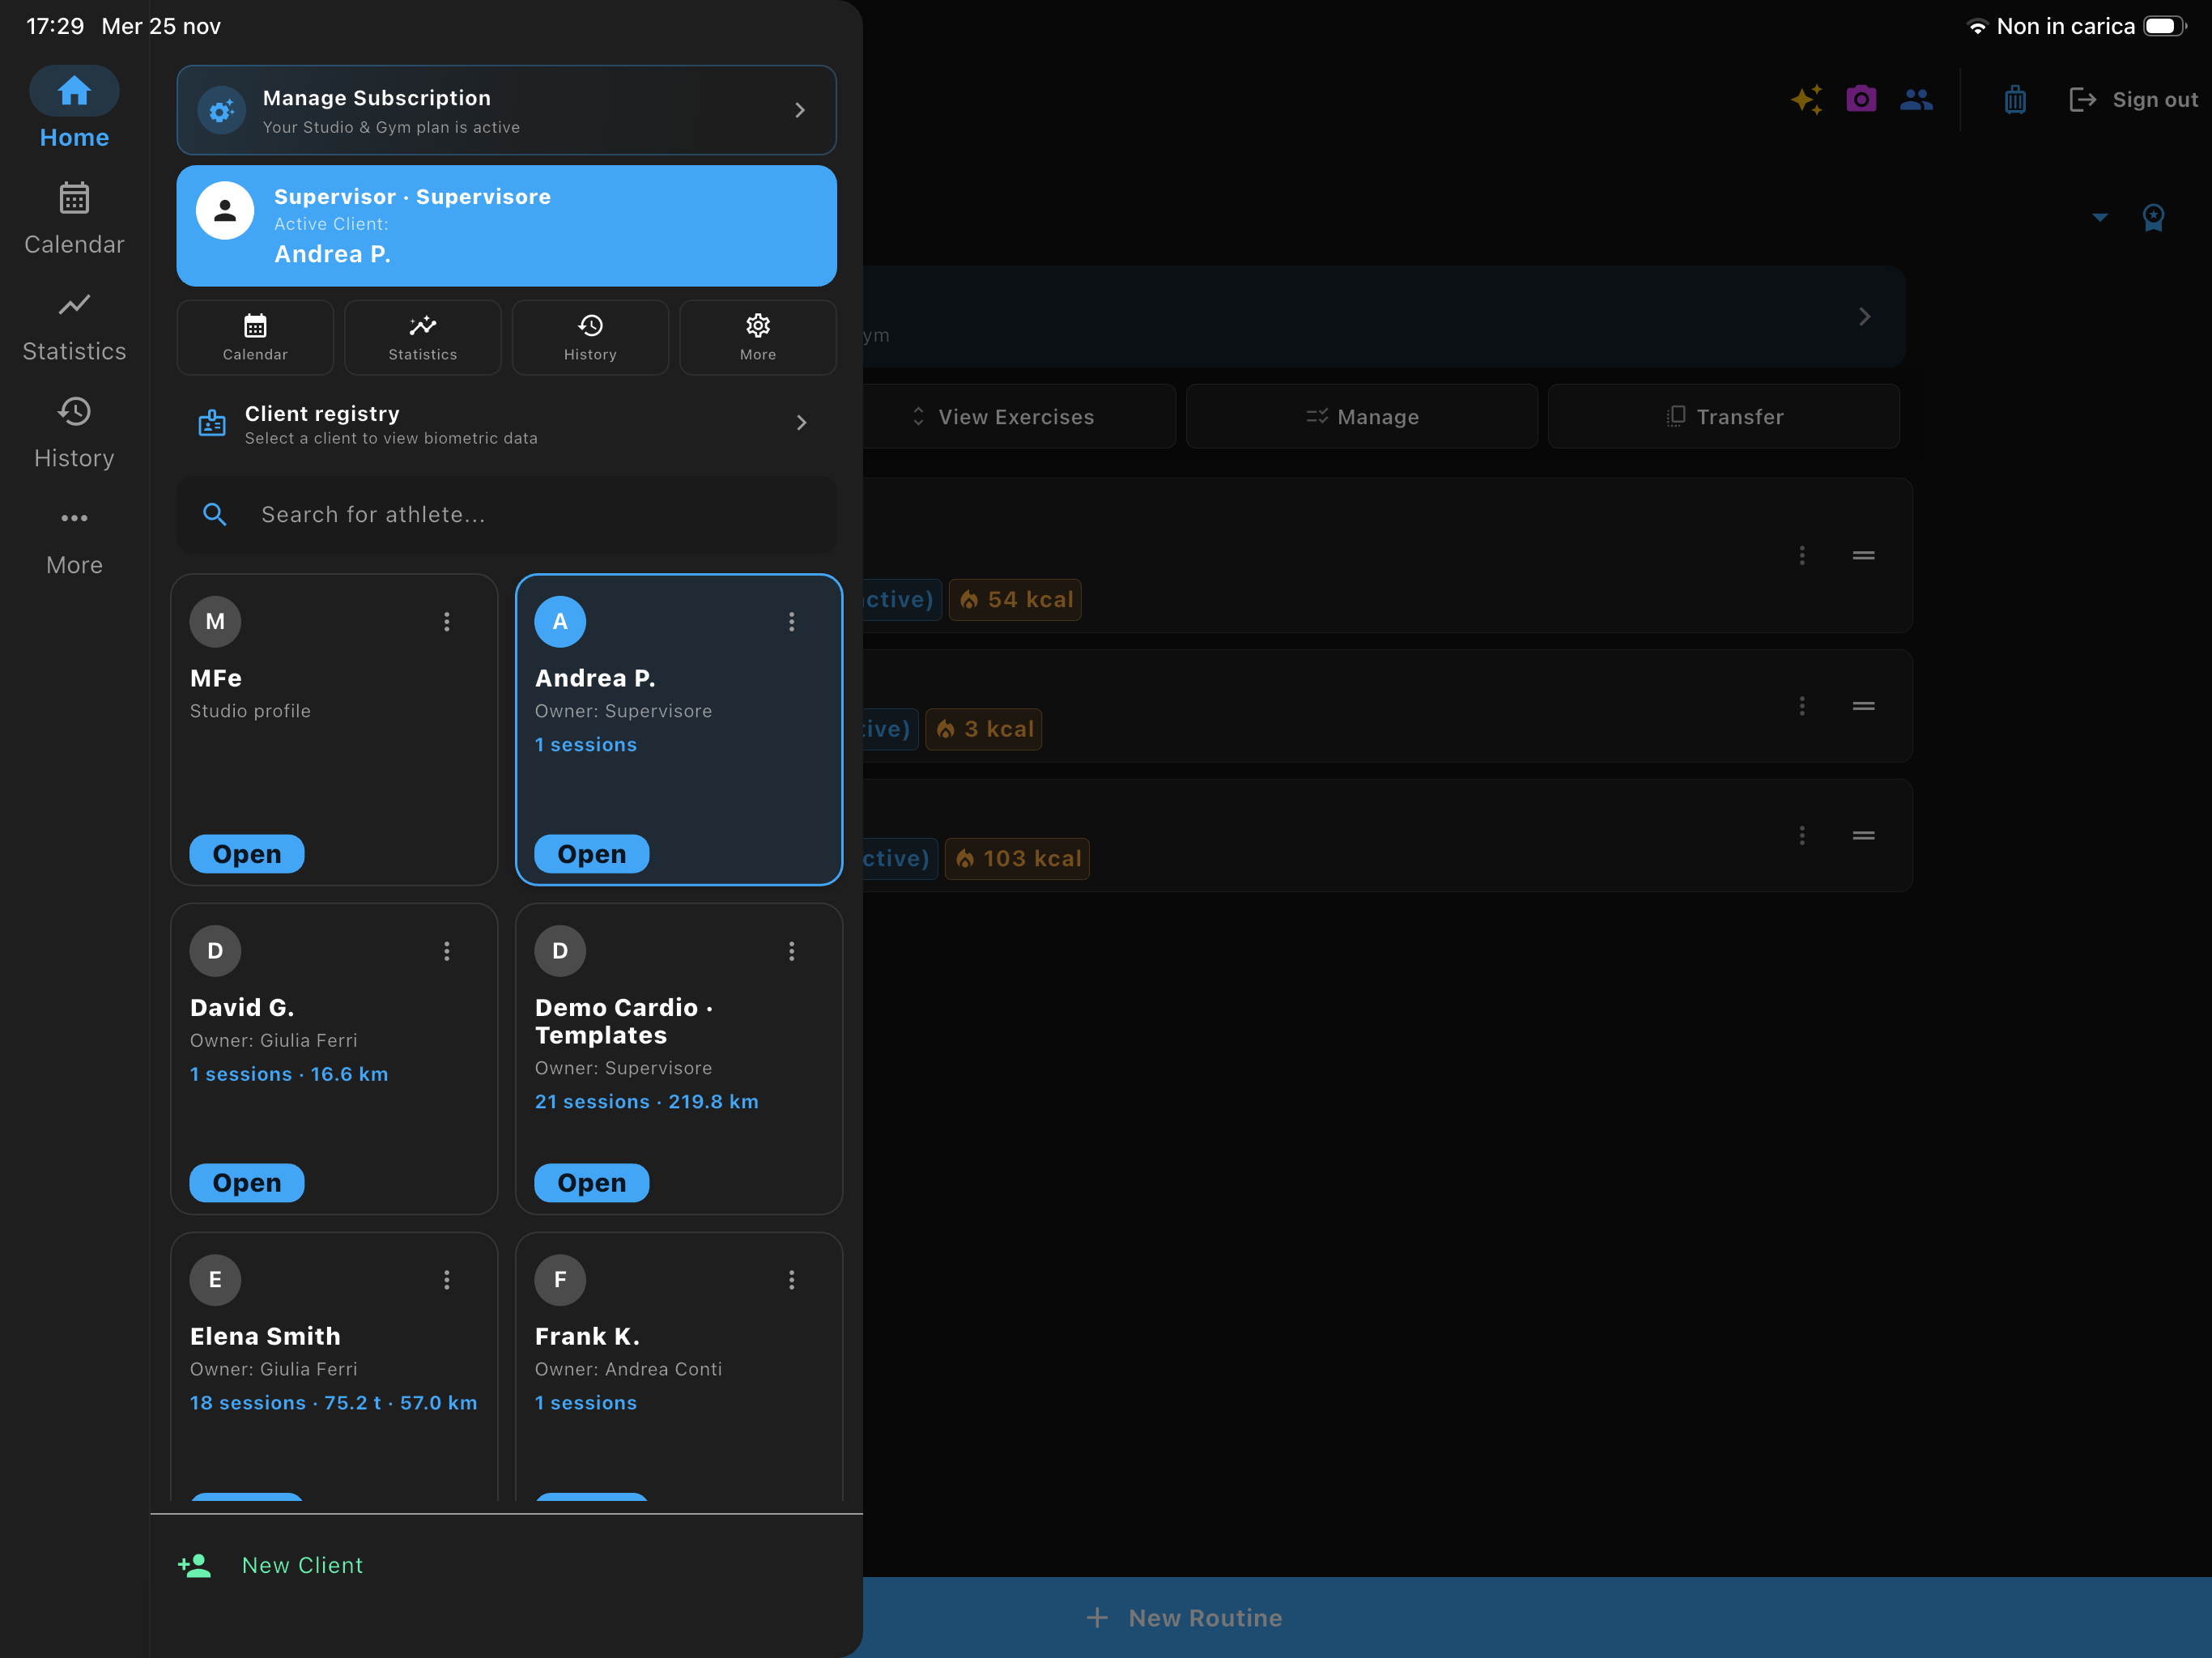 17:29 Mer 25 nov
Non in carica
Home
Calendar
Statistics
History
More
Manage Subscription
Your Studio & Gym plan is active
Supervisor · Supervisore
Active Client:
Andrea P.
Calendar
Statistics
History
More
Client registry
Select a client to view biometric data
Search for athlete...
M
MFe
Studio profile
Open
A
Andrea P.
Owner: Supervisore
1 sessions
Open
D
David G.
Owner: Giulia Ferri
1 sessions · 16.6 km
Open
D
Demo Cardio ·
Templates
Owner: Supervisore
21 sessions · 219.8 km
Open
E
Elena Smith
Owner: Giulia Ferri
18 sessions · 75.2 t · 57.0 km
F
Frank K.
Owner: Andrea Conti
1 sessions
New Client
Sign out
ym
View Exercises
Manage
Transfer
ctive)
54 kcal
ive)
3 kcal
ctive)
103 kcal
New Routine